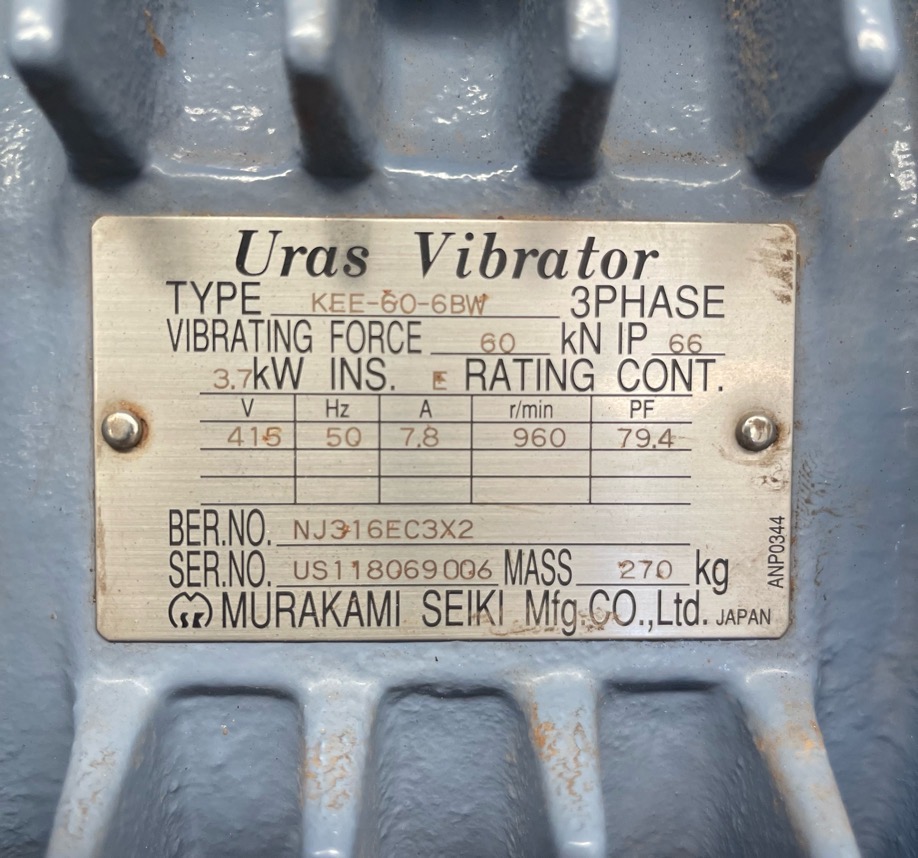 Uras Vibrator
TYPE KEE-60-6BW 3PHASE
VIBRATING FORCE 60 kN IP 66
3.7kW INS. E RATING CONT.
V Hz A r/min PF
415 50 7.8 960 79.4
BER.NO. NJ316EC3X2
SER.NO. US118069006 MASS 270 kg
MURAKAMI SEIKI Mfg.CO.,Ltd. JAPAN
ANP0344